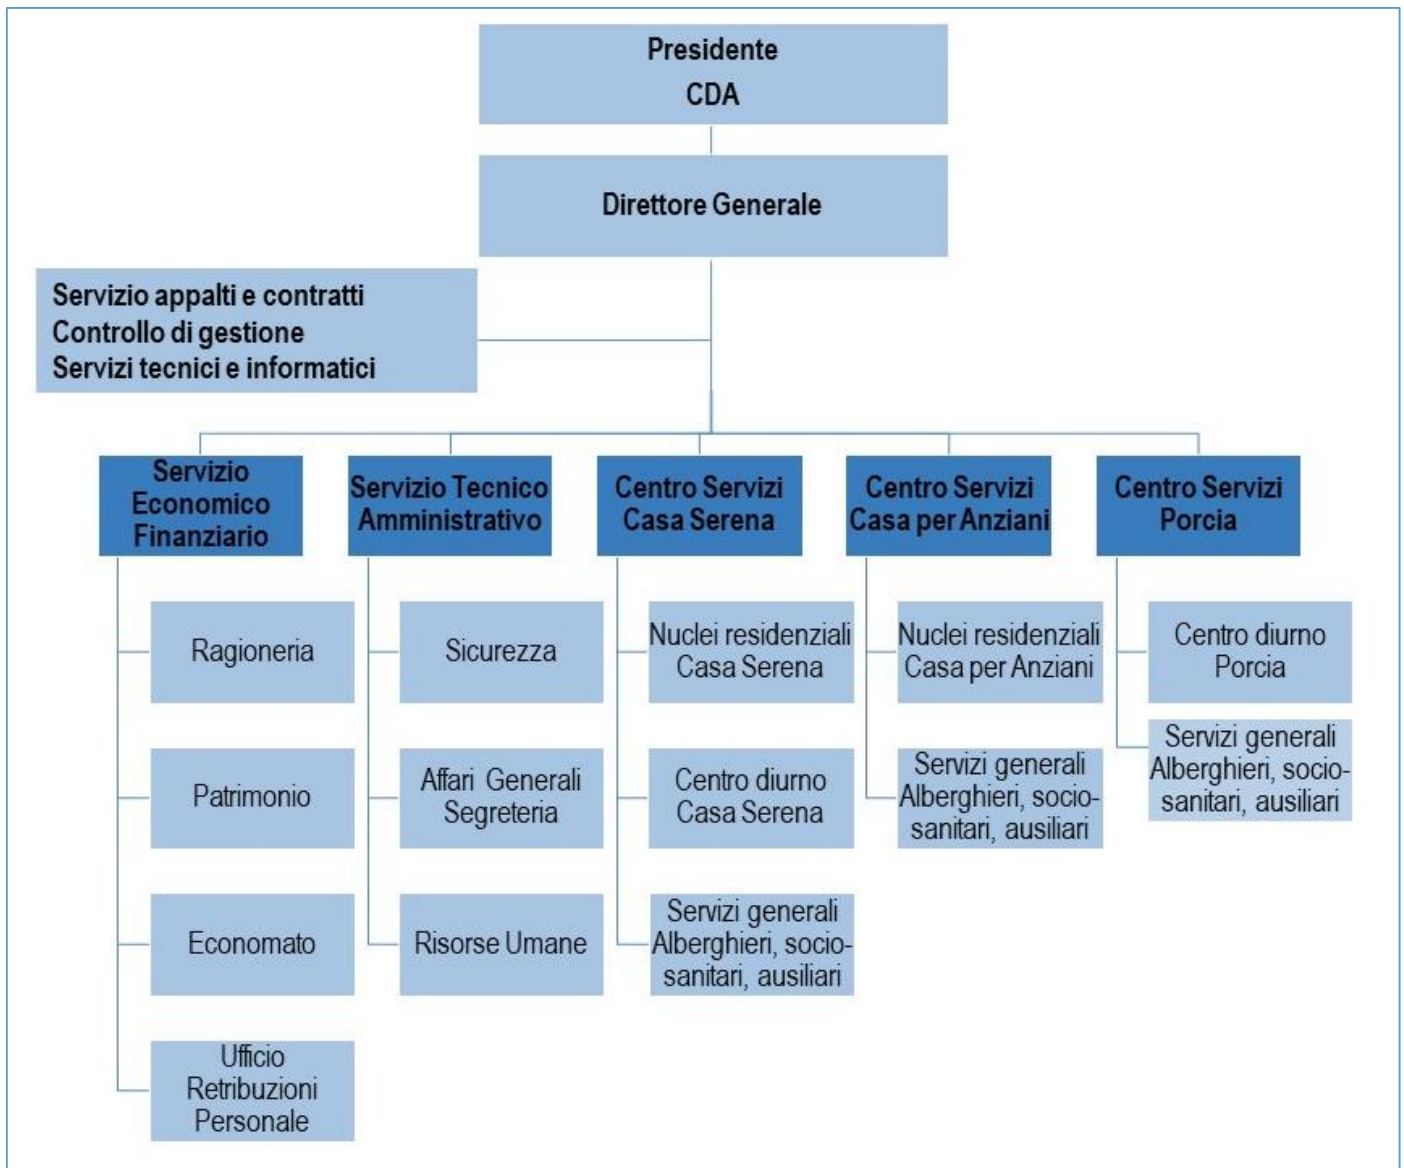 Presidente
CDA
Direttore Generale
Servizio appalti e contratti
Controllo di gestione
Servizi tecnici e informatici
Servizio
Economico
Finanziario
Servizio Tecnico
Amministrativo
Centro Servizi
Casa Serena
Centro Servizi
Casa per Anziani
Centro Servizi
Porcia
Ragioneria
Patrimonio
Economato
Ufficio
Retribuzioni
Personale
Sicurezza
Affari Generali
Segreteria
Risorse Umane
Nuclei residenziali
Casa Serena
Centro diurno
Casa Serena
Servizi generali
Alberghieri, socio-
sanitari, ausiliari
Nuclei residenziali
Casa per Anziani
Servizi generali
Alberghieri, socio-
sanitari, ausiliari
Centro diurno
Porcia
Servizi generali
Alberghieri, socio-
sanitari, ausiliari